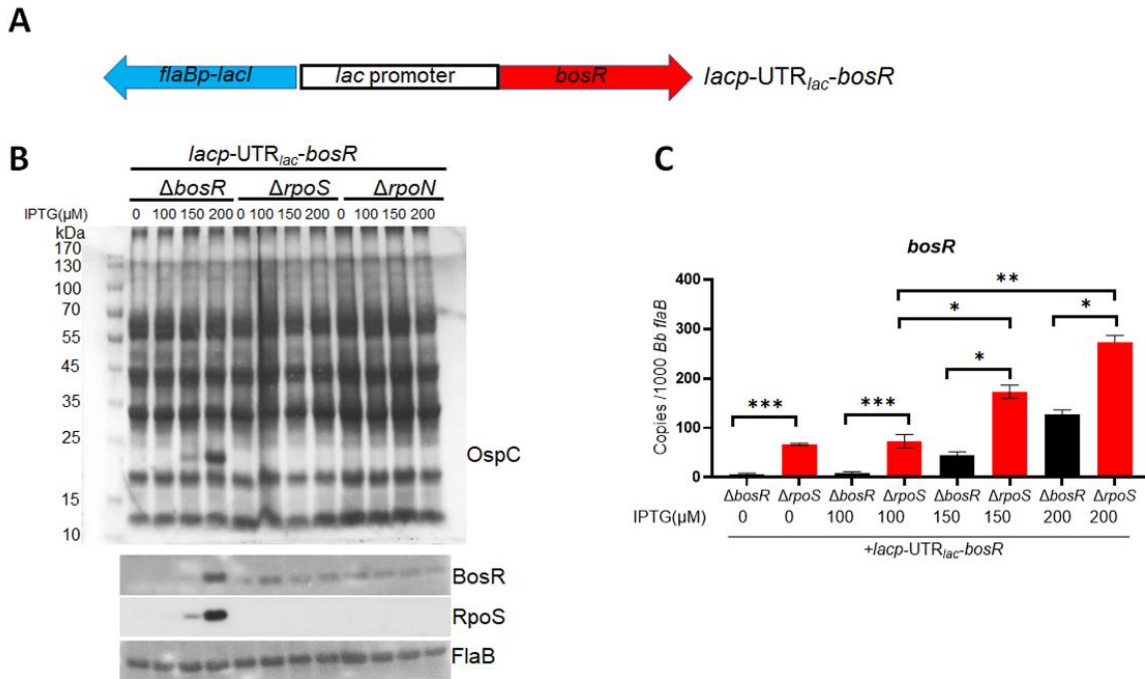 A
flaBp-lacI lac promoter bosR lacp-UTRlac-bosR
B
lacp-UTRlac-bosR
ΔbosR ΔrpoS ΔrpoN
IPTG(µM) 0 100 150 200 0 100 150 200 0 100 150 200
kDa
170
130
100
70
55
45
35
25
OspC
15
10
BosR
RpoS
FlaB
C
bosR
Copies /1000 Bb flaB
400
300
200
100
0
*** *** * * * **
ΔbosR ΔrpoS ΔbosR ΔrpoS ΔbosR ΔrpoS ΔbosR ΔrpoS
IPTG(µM) 0 0 100 100 150 150 200 200
+lacp-UTRlac-bosR